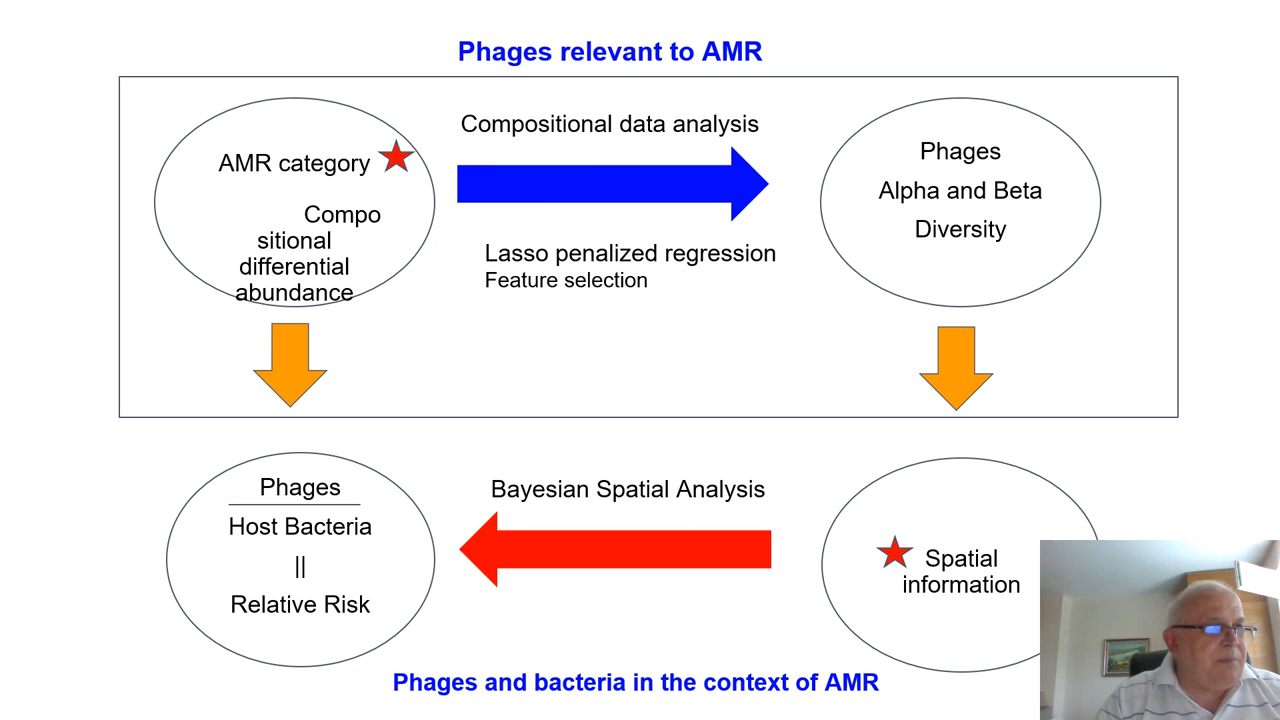 Phages relevant to AMR
AMR category
Compo
sitional
differential
abundance
Compositional data analysis
Lasso penalized regression
Feature selection
Phages
Alpha and Beta
Diversity
Phages
Host Bacteria
||
Relative Risk
Bayesian Spatial Analysis
Spatial
information
Phages and bacteria in the context of AMR